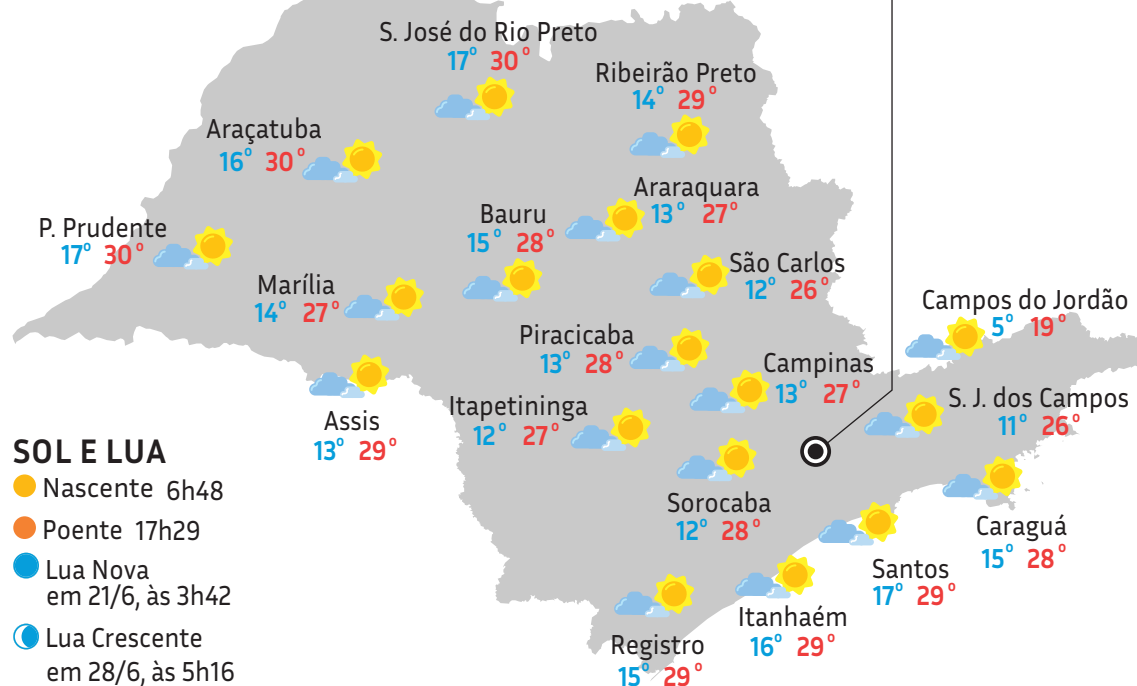 S. José do Rio Preto
17° 30°
Ribeirão Preto
14° 29°
Araçatuba
16° 30°
Araraquara
13° 27°
Bauru
15° 28°
P. Prudente
17° 30°
São Carlos
12° 26°
Marília
14° 27°
Campos do Jordão
5° 19°
Piracicaba
13° 28°
Campinas
13° 27°
S. J. dos Campos
11° 26°
Itapetininga
12° 27°
Assis
13° 29°
Sorocaba
12° 28°
Caraguá
15° 28°
Santos
17° 29°
Itanhaém
16° 29°
Registro
15° 29°
SOL E LUA
Nascente 6h48
Poente 17h29
Lua Nova
em 21/6, às 3h42
Lua Crescente
em 28/6, às 5h16